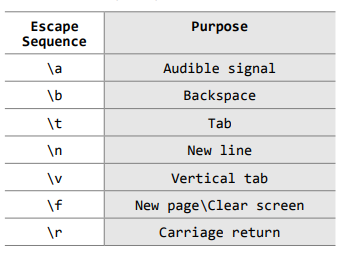 Escape Purpose
Sequence
\a Audible signal
\b Backspace
\t Tab
\n New line
\v Vertical tab
\f New page\Clear screen
\r Carriage return